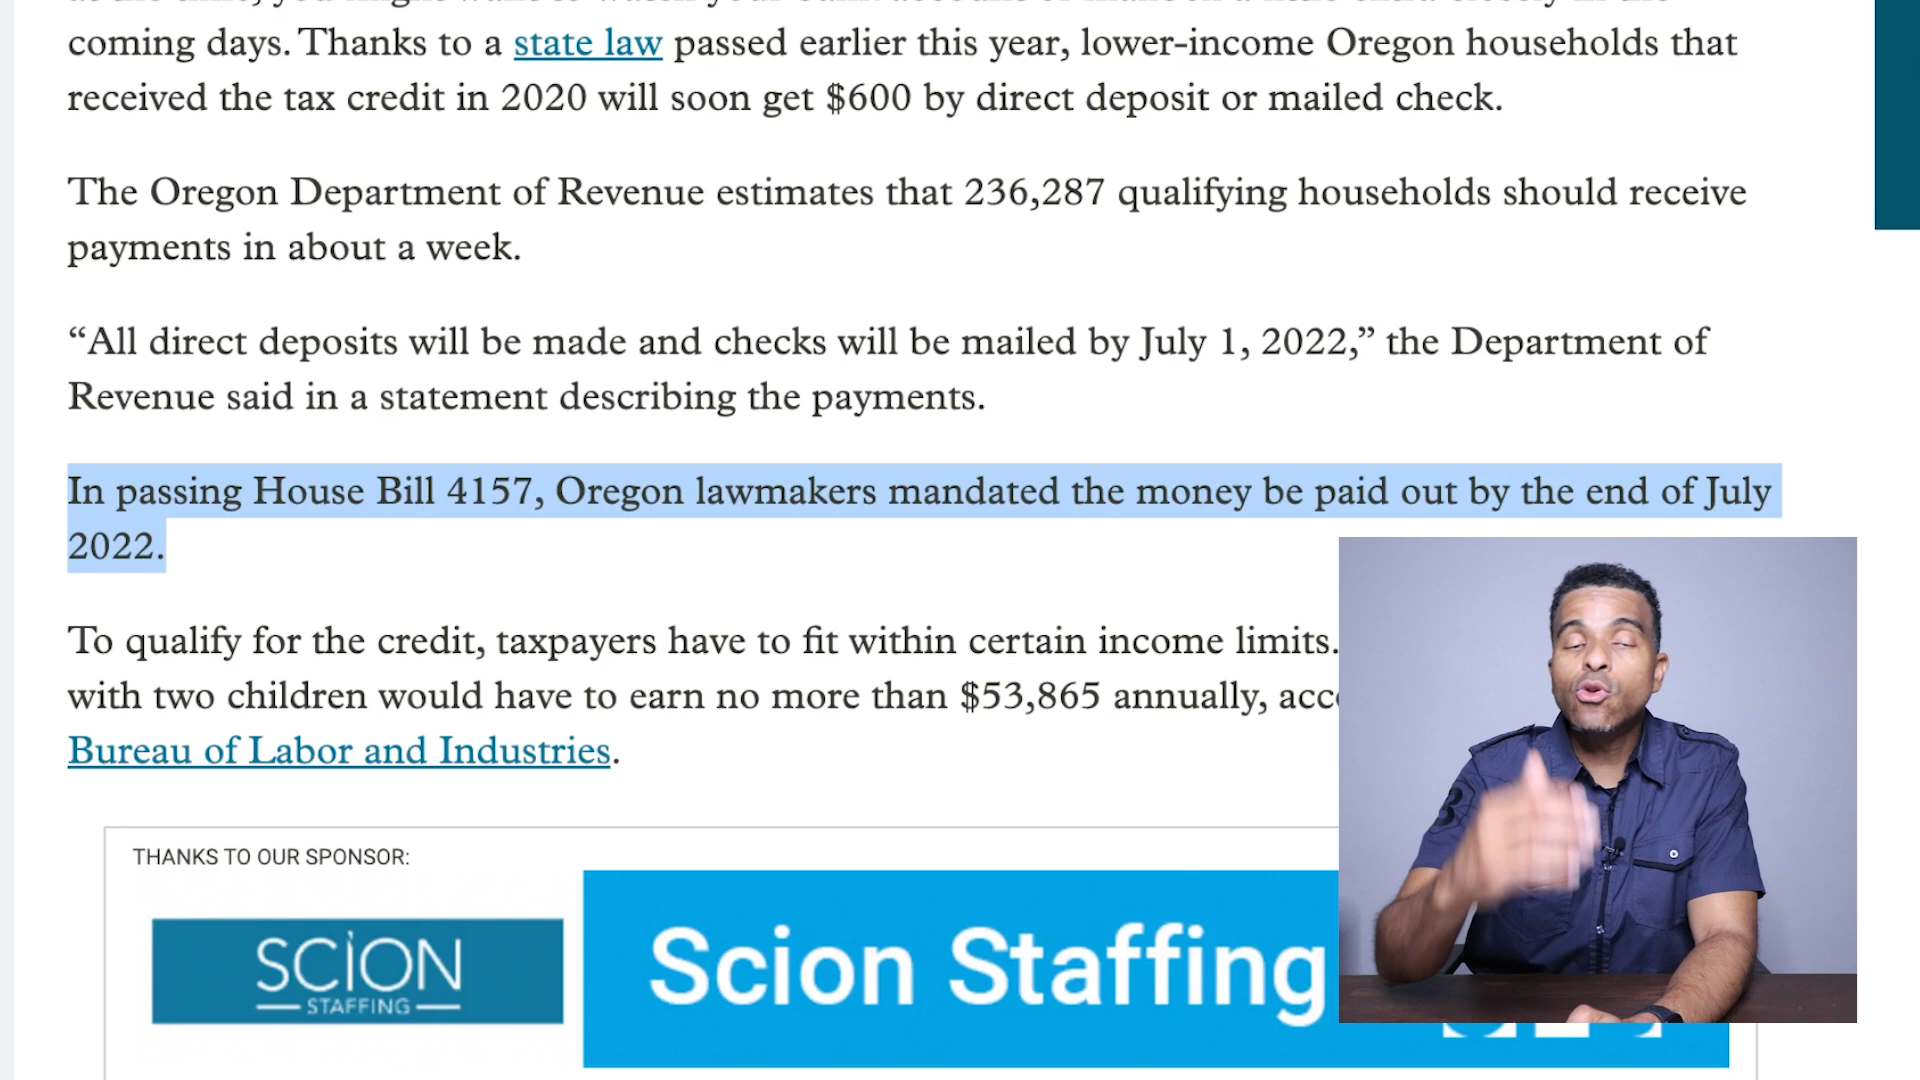 coming days. Thanks to a state law passed earlier this year, lower-income Oregon households that
received the tax credit in 2020 will soon get $600 by direct deposit or mailed check.
The Oregon Department of Revenue estimates that 236,287 qualifying households should receive
payments in about a week.
“All direct deposits will be made and checks will be mailed by July 1, 2022,” the Department of
Revenue said in a statement describing the payments.
In passing House Bill 4157, Oregon lawmakers mandated the money be paid out by the end of July
2022.
To qualify for the credit, taxpayers have to fit within certain income limits.
with two children would have to earn no more than $53,865 annually,
Bureau of Labor and Industries.
THANKS TO OUR SPONSOR:
SCION
STAFFING
Scion Staffing